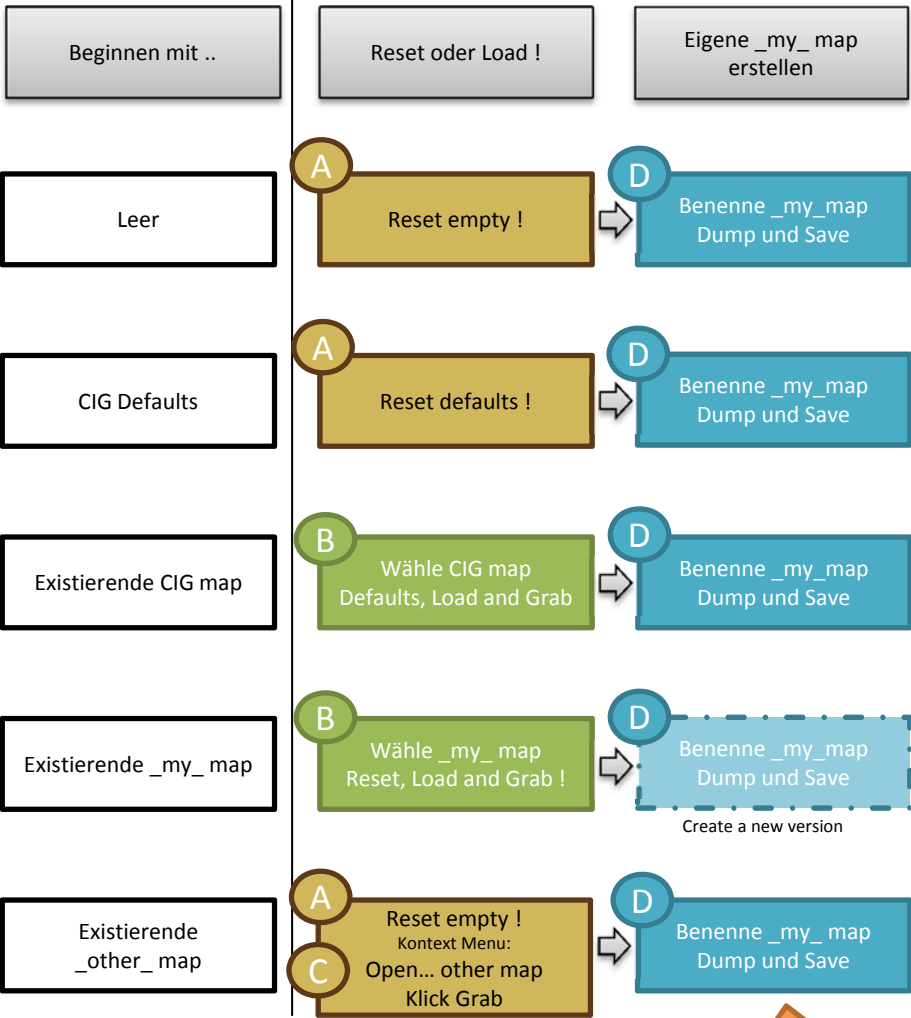 Beginnen mit ..
Reset oder Load !
Eigene _my_ map
erstellen
Leer
A
Reset empty !
D
Benenne _my_map
Dump und Save
CIG Defaults
A
Reset defaults !
D
Benenne _my_map
Dump und Save
Existierende CIG map
B
Wähle CIG map
Defaults, Load and Grab
D
Benenne _my_map
Dump und Save
Existierende _my_ map
B
Wähle _my_ map
Reset, Load and Grab !
D
Benenne _my_map
Dump und Save
Create a new version
Existierende
_other_ map
A
C
Reset empty !
Kontext Menu:
Open... other map
Klick Grab
D
Benenne _my_ map
Dump und Save